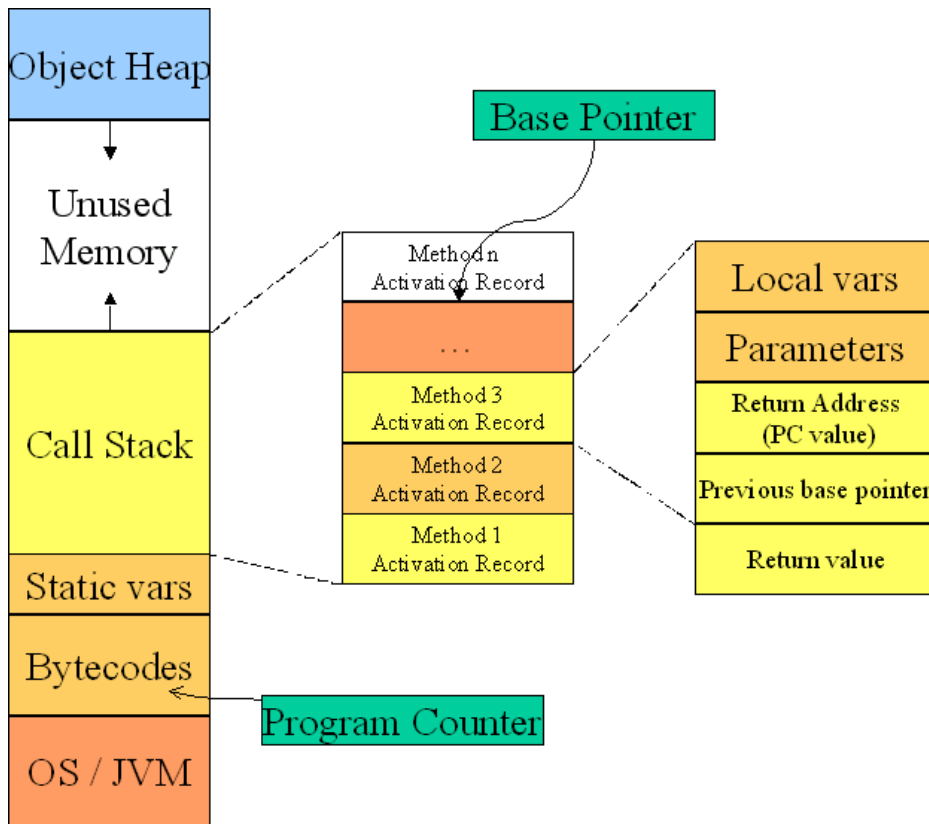 Object Heap
Unused
Memory
Call Stack
Static vars
Bytecodes
OS / JVM
Base Pointer
Method n
Activation Record
...
Method 3
Activation Record
Method 2
Activation Record
Method 1
Activation Record
Program Counter
Local vars
Parameters
Return Address
(PC value)
Previous base pointer
Return value